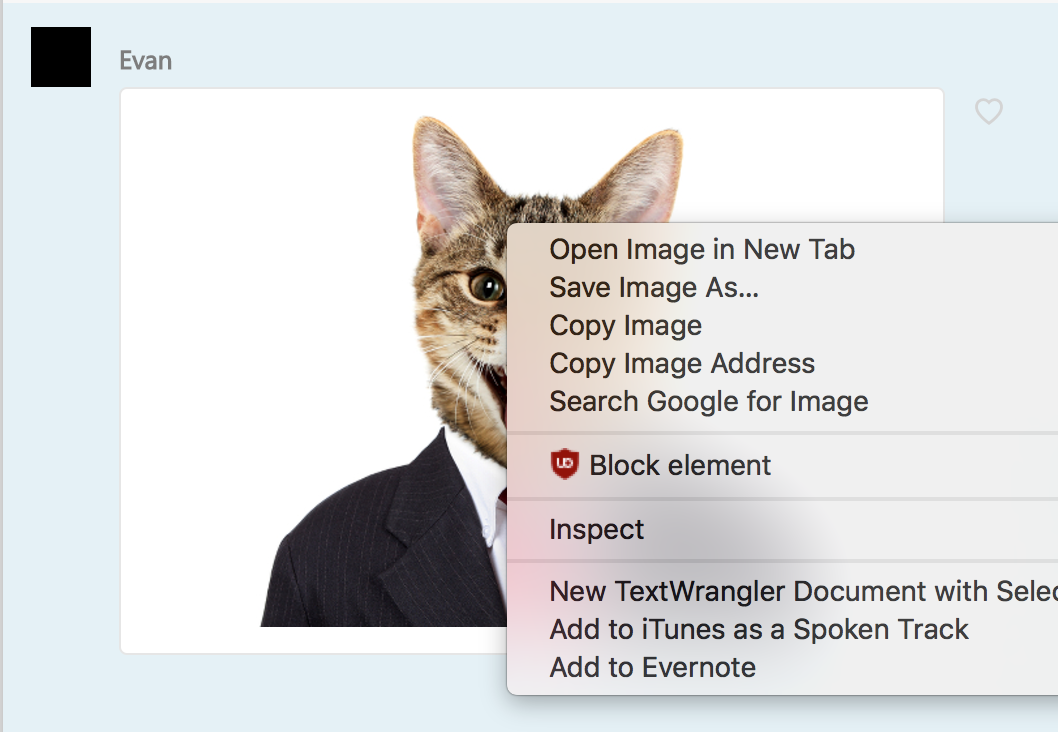 Evan
Open Image in New Tab
Save Image As...
Copy Image
Copy Image Address
Search Google for Image
Block element
Inspect
New TextWrangler Document with
Add to iTunes as a Spoken Track
Add to Evernote